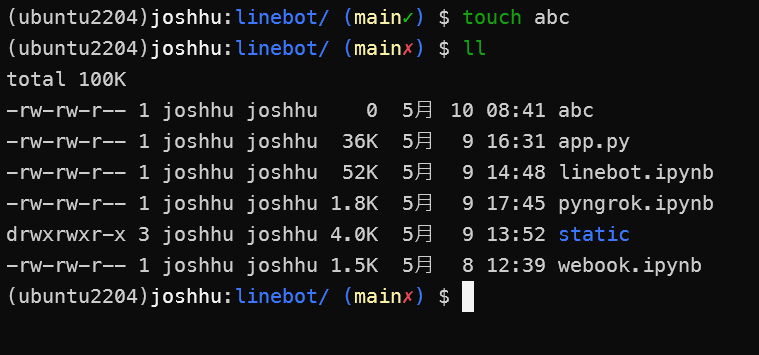 (ubuntu2204)joshhu:linebot/ (main✓) $ touch abc
(ubuntu2204)joshhu:linebot/ (main✗) $ ll
total 100K
-rw-rw-r-- 1 joshhu joshhu    0  5月 10 08:41 abc
-rw-rw-r-- 1 joshhu joshhu  36K  5月  9 16:31 app.py
-rw-rw-r-- 1 joshhu joshhu  52K  5月  9 14:48 linebot.ipynb
-rw-rw-r-- 1 joshhu joshhu 1.8K  5月  9 17:45 pyngrok.ipynb
drwxrwxr-x 3 joshhu joshhu 4.0K  5月  9 13:52 static
-rw-rw-r-- 1 joshhu joshhu 1.5K  5月  8 12:39 webook.ipynb
(ubuntu2204)joshhu:linebot/ (main✗) $